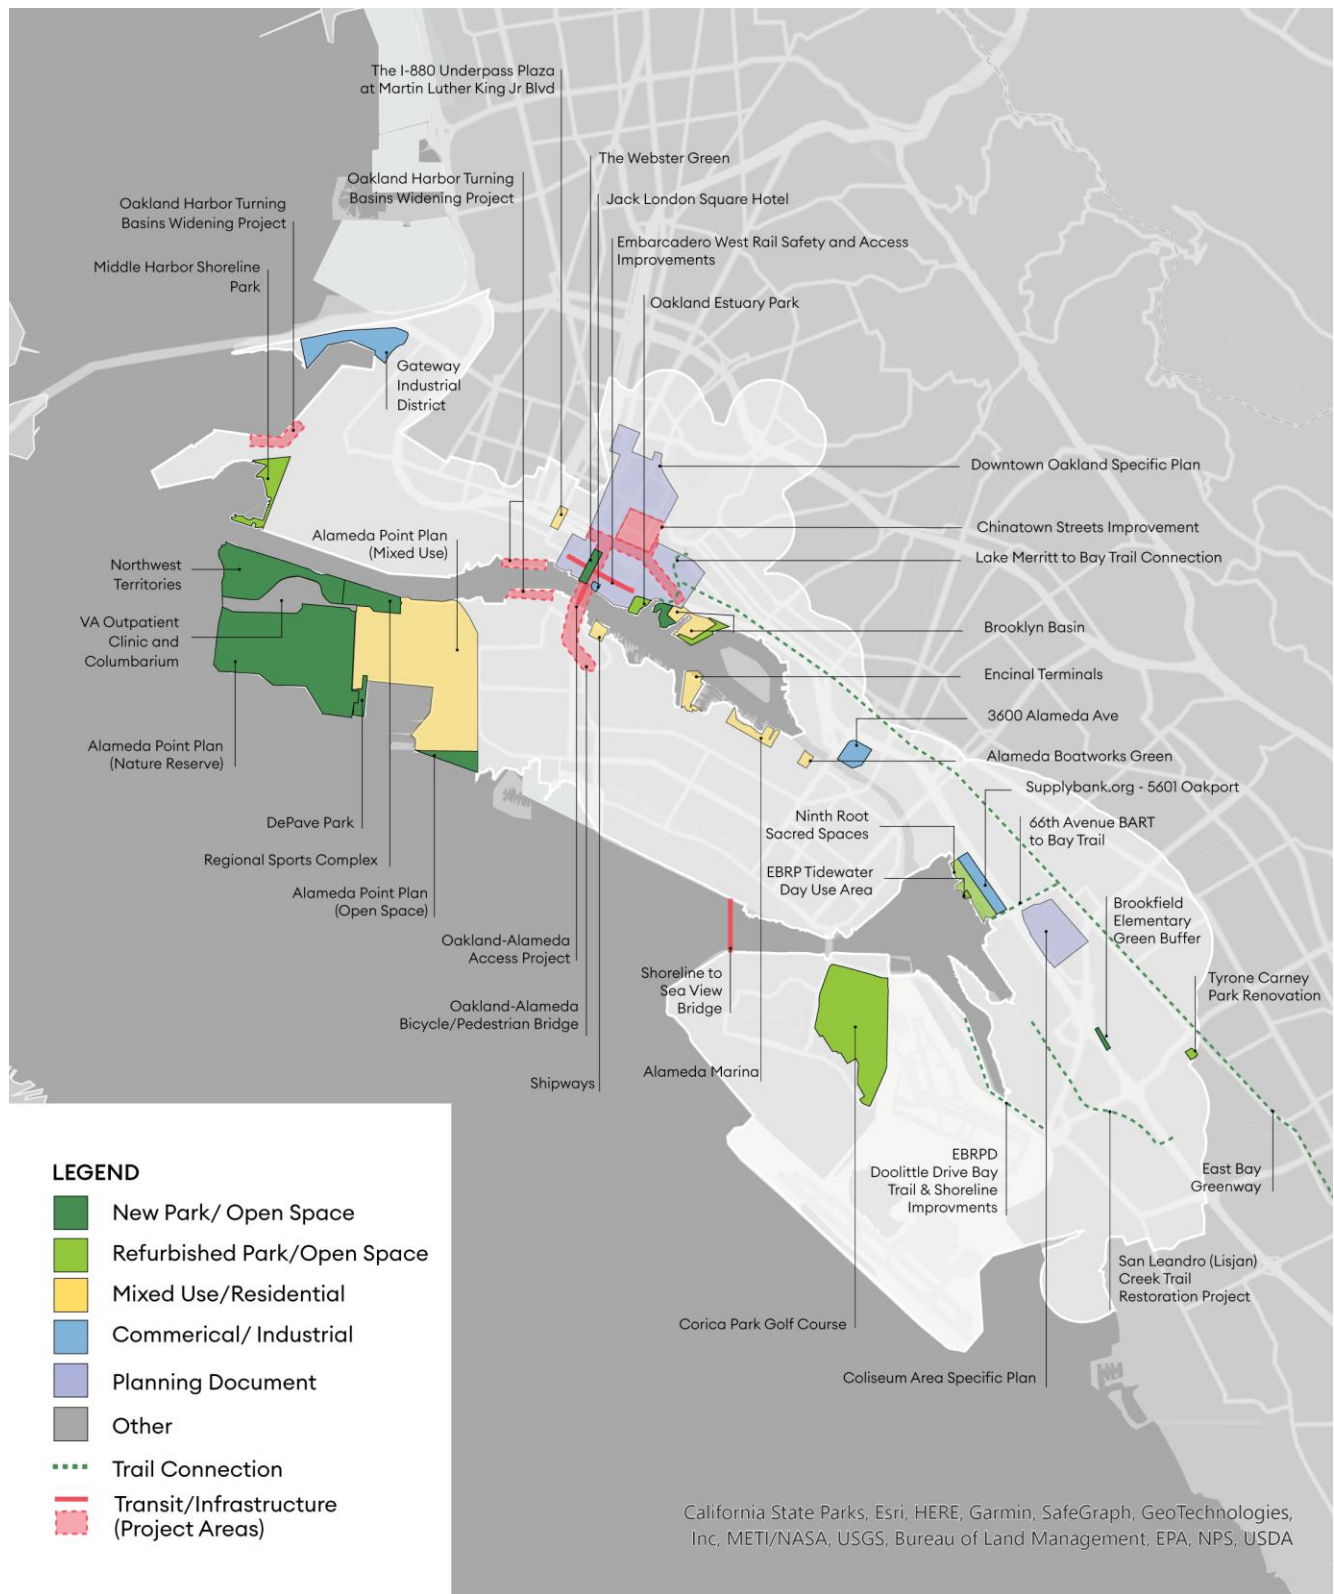 The I-880 Underpass Plaza
at Martin Luther King Jr Blvd
The Webster Green
Oakland Harbor Turning
Basins Widening Project
Jack London Square Hotel
Oakland Harbor Turning
Basins Widening Project
Embarcadero West Rail Safety and Access
Improvements
Middle Harbor Shoreline
Park
Oakland Estuary Park
Gateway
Industrial
District
Downtown Oakland Specific Plan
Alameda Point Plan
(Mixed Use)
Chinatown Streets Improvement
Northwest
Territories
Lake Merritt to Bay Trail Connection
VA Outpatient
Clinic and
Columbarium
Brooklyn Basin
Encinal Terminals
3600 Alameda Ave
Alameda Point Plan
(Nature Reserve)
Alameda Boatworks Green
Supplybank.org - 5601 Oakport
DePave Park
Ninth Root
Sacred Spaces
66th Avenue BART
to Bay Trail
Regional Sports Complex
EBRP Tidewater
Day Use Area
Alameda Point Plan
(Open Space)
Brookfield
Elementary
Green Buffer
Oakland-Alameda
Access Project
Shoreline to
Sea View
Bridge
Tyrone Carney
Park Renovation
Oakland-Alameda
Bicycle/Pedestrian Bridge
Shipways
Alameda Marina
EBRPD
Doolittle Drive Bay
Trail & Shoreline
Improvments
East Bay
Greenway
San Leandro (Lisjan)
Creek Trail
Restoration Project
Corica Park Golf Course
Coliseum Area Specific Plan
LEGEND
New Park/ Open Space
Refurbished Park/Open Space
Mixed Use/Residential
Commerical/ Industrial
Planning Document
Other
Trail Connection
Transit/Infrastructure
(Project Areas)
California State Parks, Esri, HERE, Garmin, SafeGraph, GeoTechnologies,
Inc, METI/NASA, USGS, Bureau of Land Management, EPA, NPS, USDA